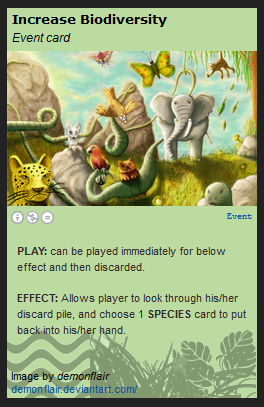 Increase Biodiversity
Event card
Event
PLAY: can be played immediately for below
effect and then discarded.
EFFECT: Allows player to look through his/her
discard pile, and choose 1 SPECIES card to put
back into his/her hand.
Image by demonflair
demonflair.deviantart.com/